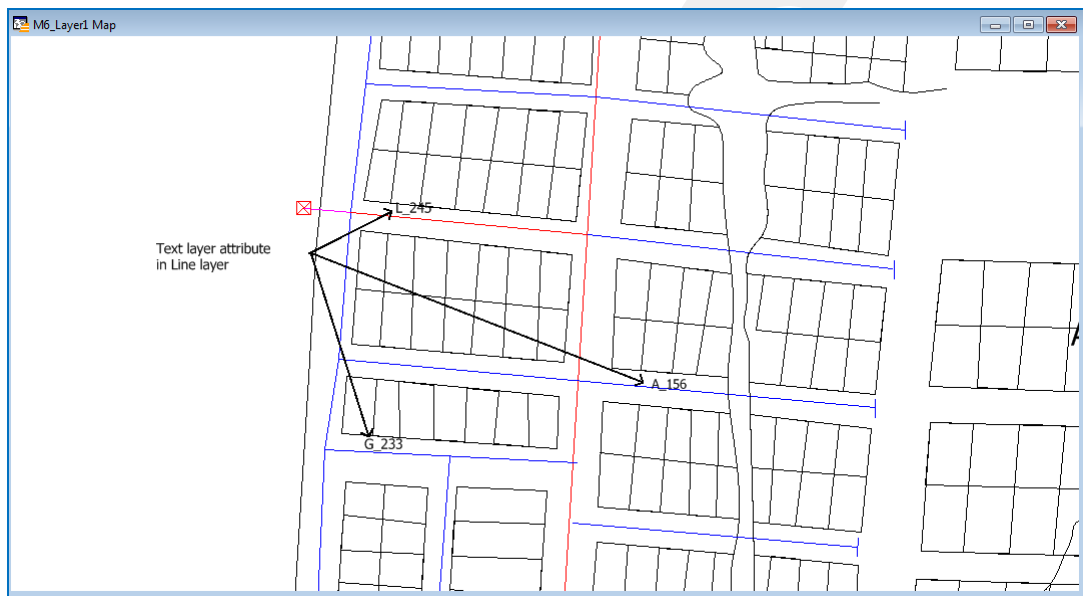 M6_Layer1 Map
L_245
Text layer attribute
in Line layer
A_156
G_233